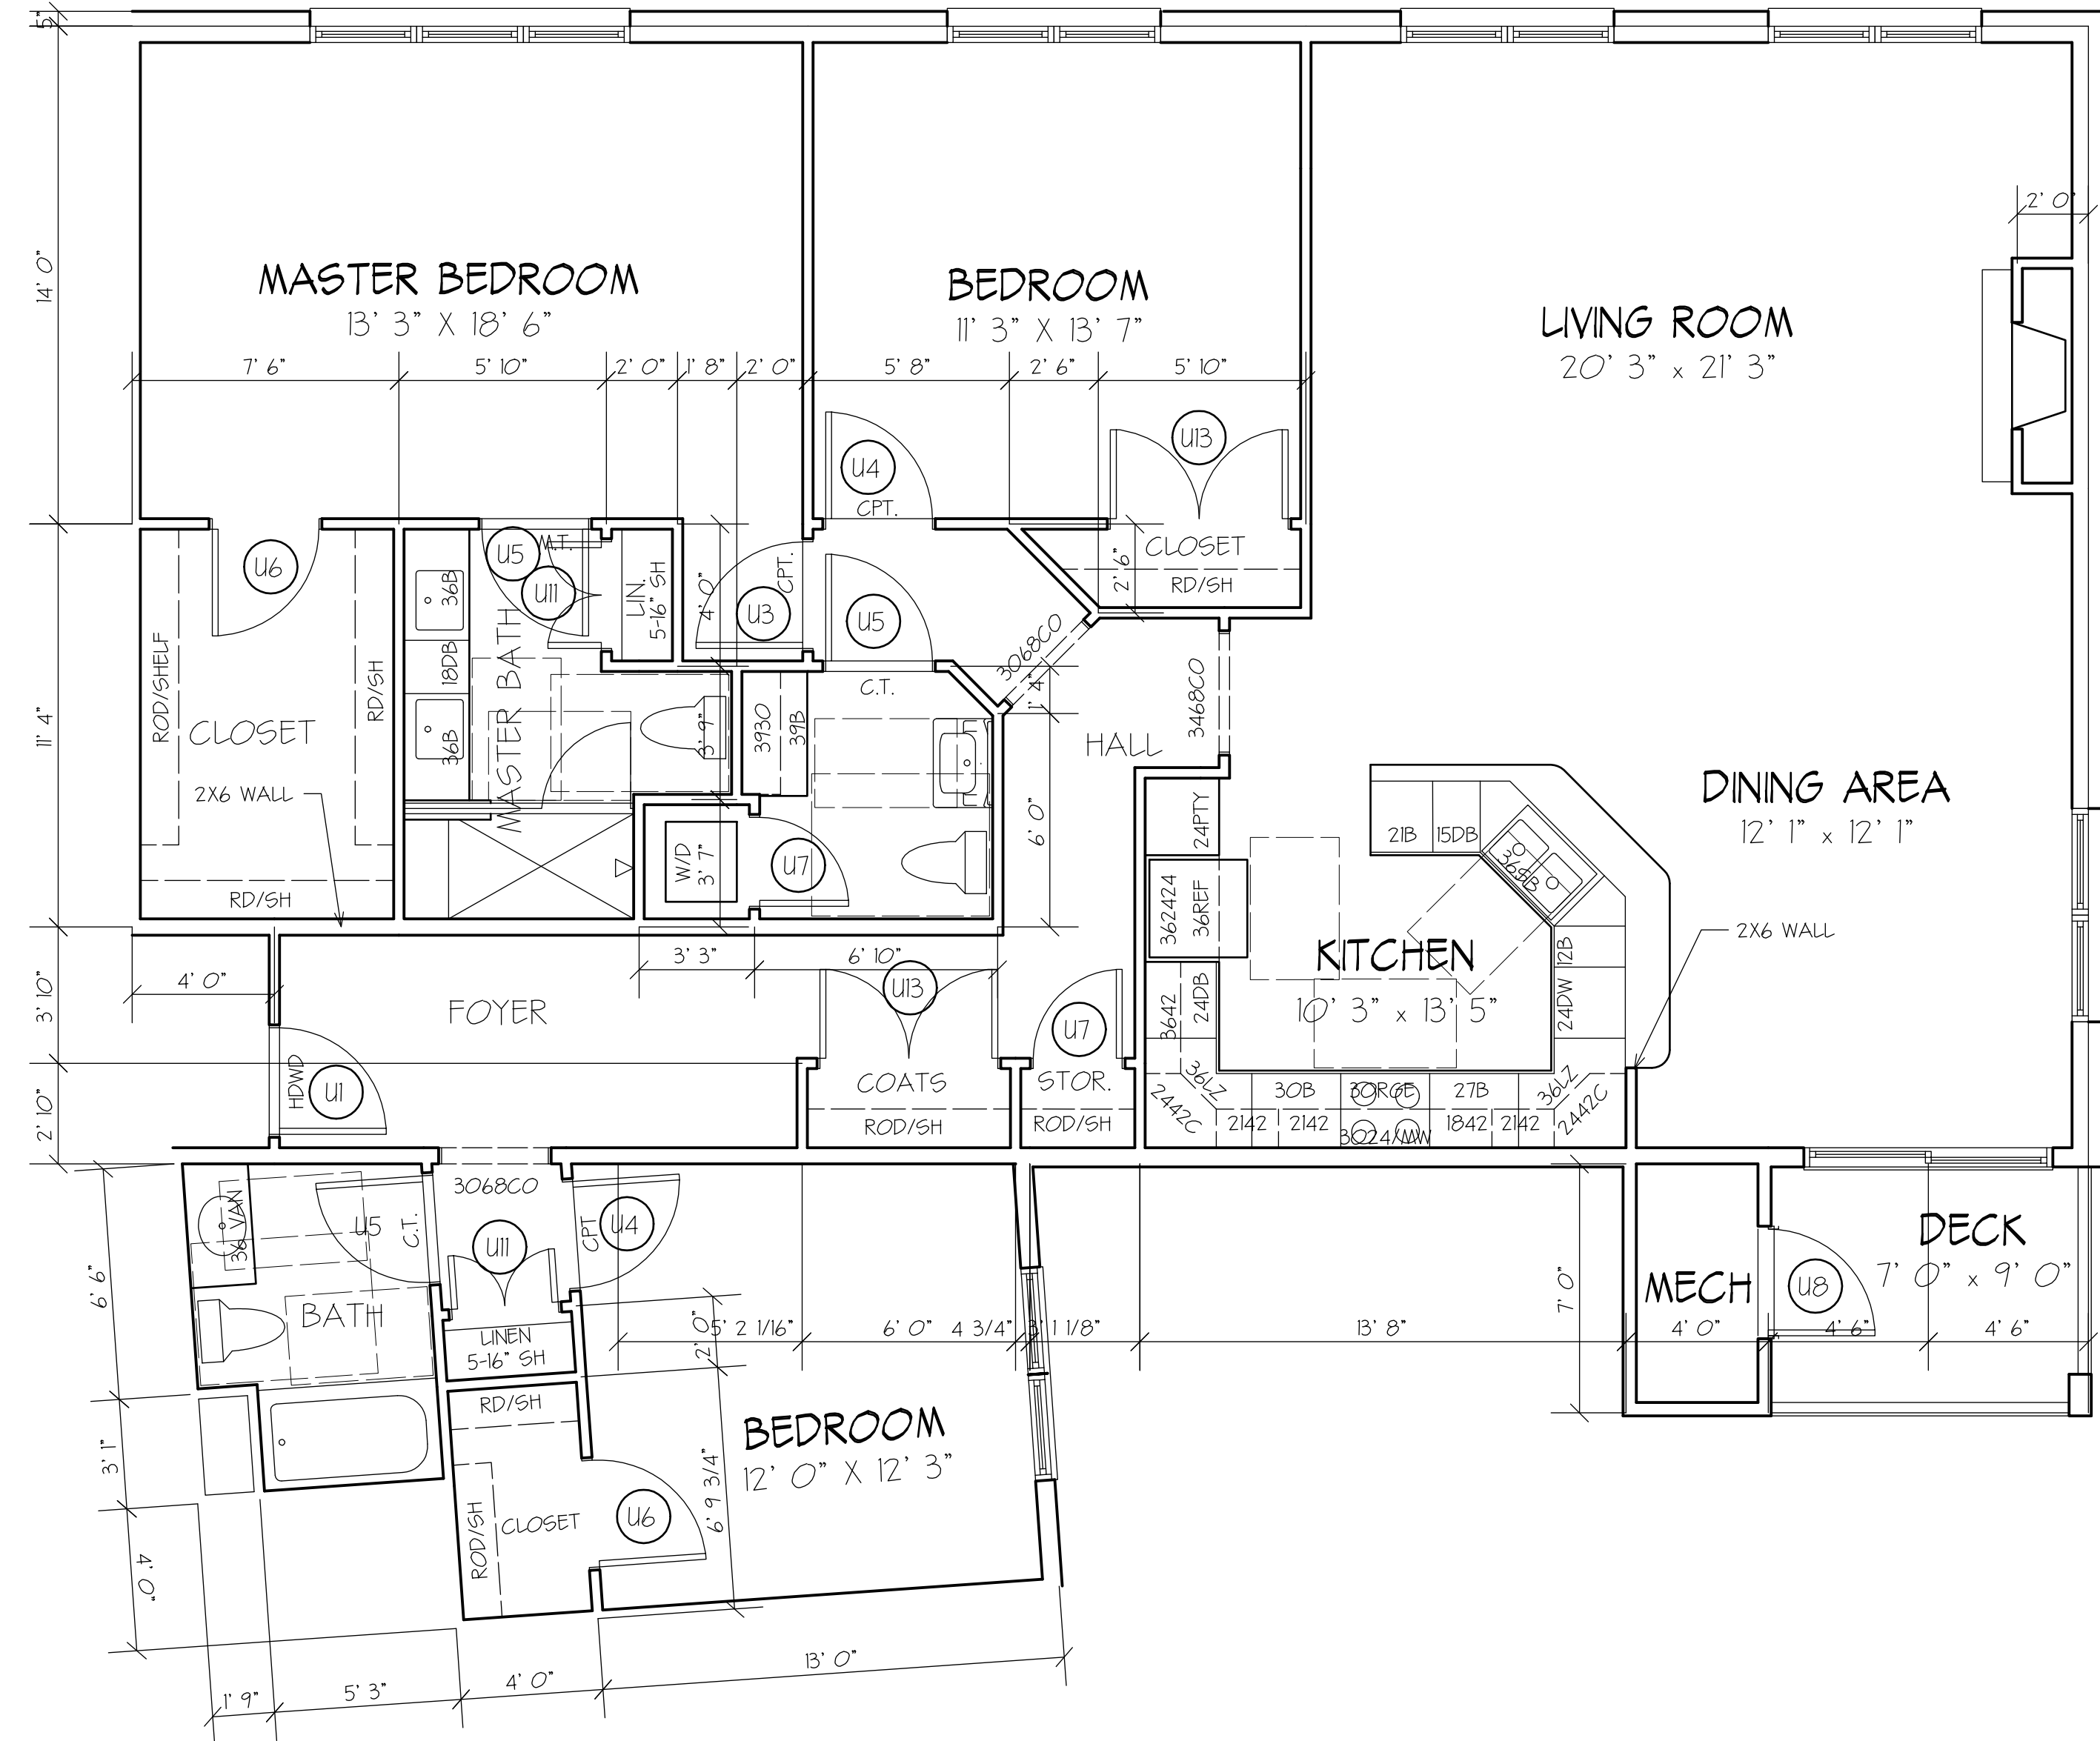 5"
14' 0"
MASTER BEDROOM
13' 3" X 18' 6"
BEDROOM
11' 3" X 13' 7"
LIVING ROOM
20' 3" x 21' 3"
2' 0"
7' 6"
5' 10"
2' 0"
1' 8"
2' 0"
5' 8"
2' 6"
5' 10"
U13
U4
CPT.
U6
U5
M.T.
U11
LIN.
5-16" SH
4' 0"
CPT.
U3
U5
CLOSET
RD/SH
2' 6"
36B
18DB
36B
MASTER BATH
3068CO
3468CO
1' 4"
11' 4"
ROD/SHELF
CLOSET
RD/SH
2X6 WALL
RD/SH
3' 9"
3930
39B
C.T.
HALL
6' 0"
W/D
3' 7"
U7
DINING AREA
12' 1" x 12' 1"
24PTY
362424
36REF
3642
24DB
21B
15DB
36SB
12B
24DW
2X6 WALL
KITCHEN
10' 3" x 13' 5"
4' 0"
3' 3"
6' 10"
3' 10"
FOYER
U13
U7
HDWD
U1
2' 10"
COATS
ROD/SH
STOR.
ROD/SH
36LZ
2442C
30B
30RGE
27B
36LZ
2442C
2142
2142
3024/MW
1842
2142
3068CO
36 VAN
U5
C.T.
U11
CPT
U4
6' 6"
BATH
LINEN
5-16" SH
2' 0"
5' 2 1/16"
6' 0"
4 3/4"
3' 1 1/8"
13' 8"
7' 0"
MECH
4' 0"
U8
DECK
7' 0" x 9' 0"
4' 6"
4' 6"
3' 1"
RD/SH
BEDROOM
12' 0" X 12' 3"
6' 9 3/4"
ROD/SH
CLOSET
U6
4' 0"
1' 9"
5' 3"
4' 0"
13' 0"